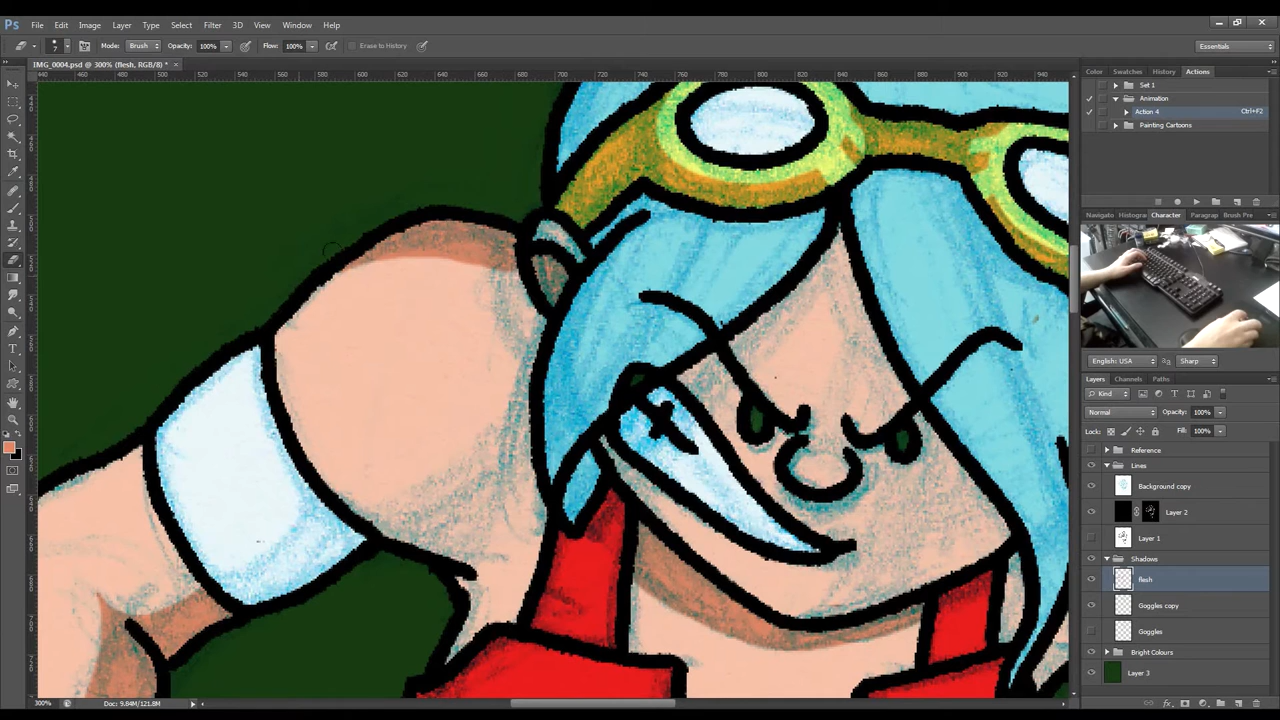 Ps File Edit Image Layer Type Select Filter 3D View Window Help
Mode: Brush Opacity: 100% Flow: 100% Erase to History Essentials
IMG_0004.psd @ 300% (flesh, RGB/8) * ×
Color Swatches History Actions
Set 1
Animation
Action 4 Ctrl+F2
Painting Cartoons
Navigato Histogran Character Paragrap Brush Pre
English: USA Sharp
Layers Channels Paths
Kind
Normal Opacity: 100%
Lock: Fill: 100%
Reference
Lines
Background copy
Layer 2
Layer 1
Shadows
flesh
Goggles copy
Goggles
Bright Colours
Layer 3
300% Doc: 9.84M/121.8M